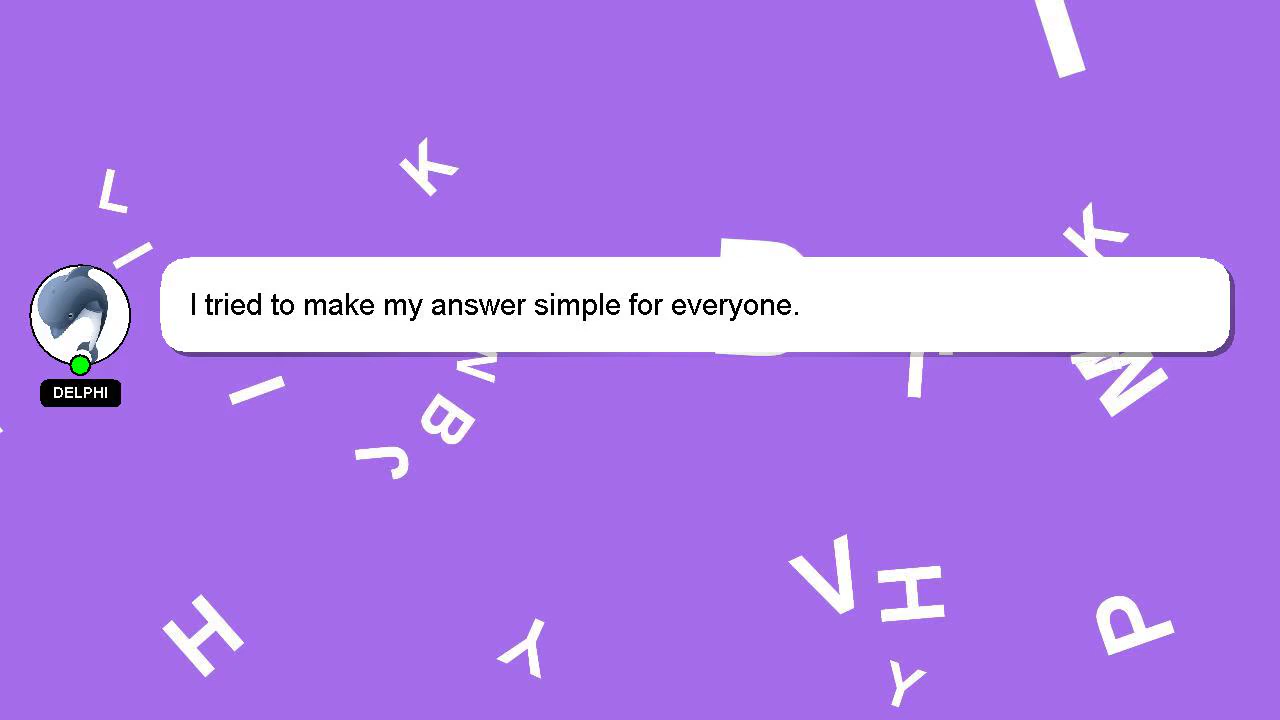 I
K
L
K
I
D
I tried to make my answer simple for everyone.
DELPHI
N
I
M
B
J
V
H
H
P
Y
Y